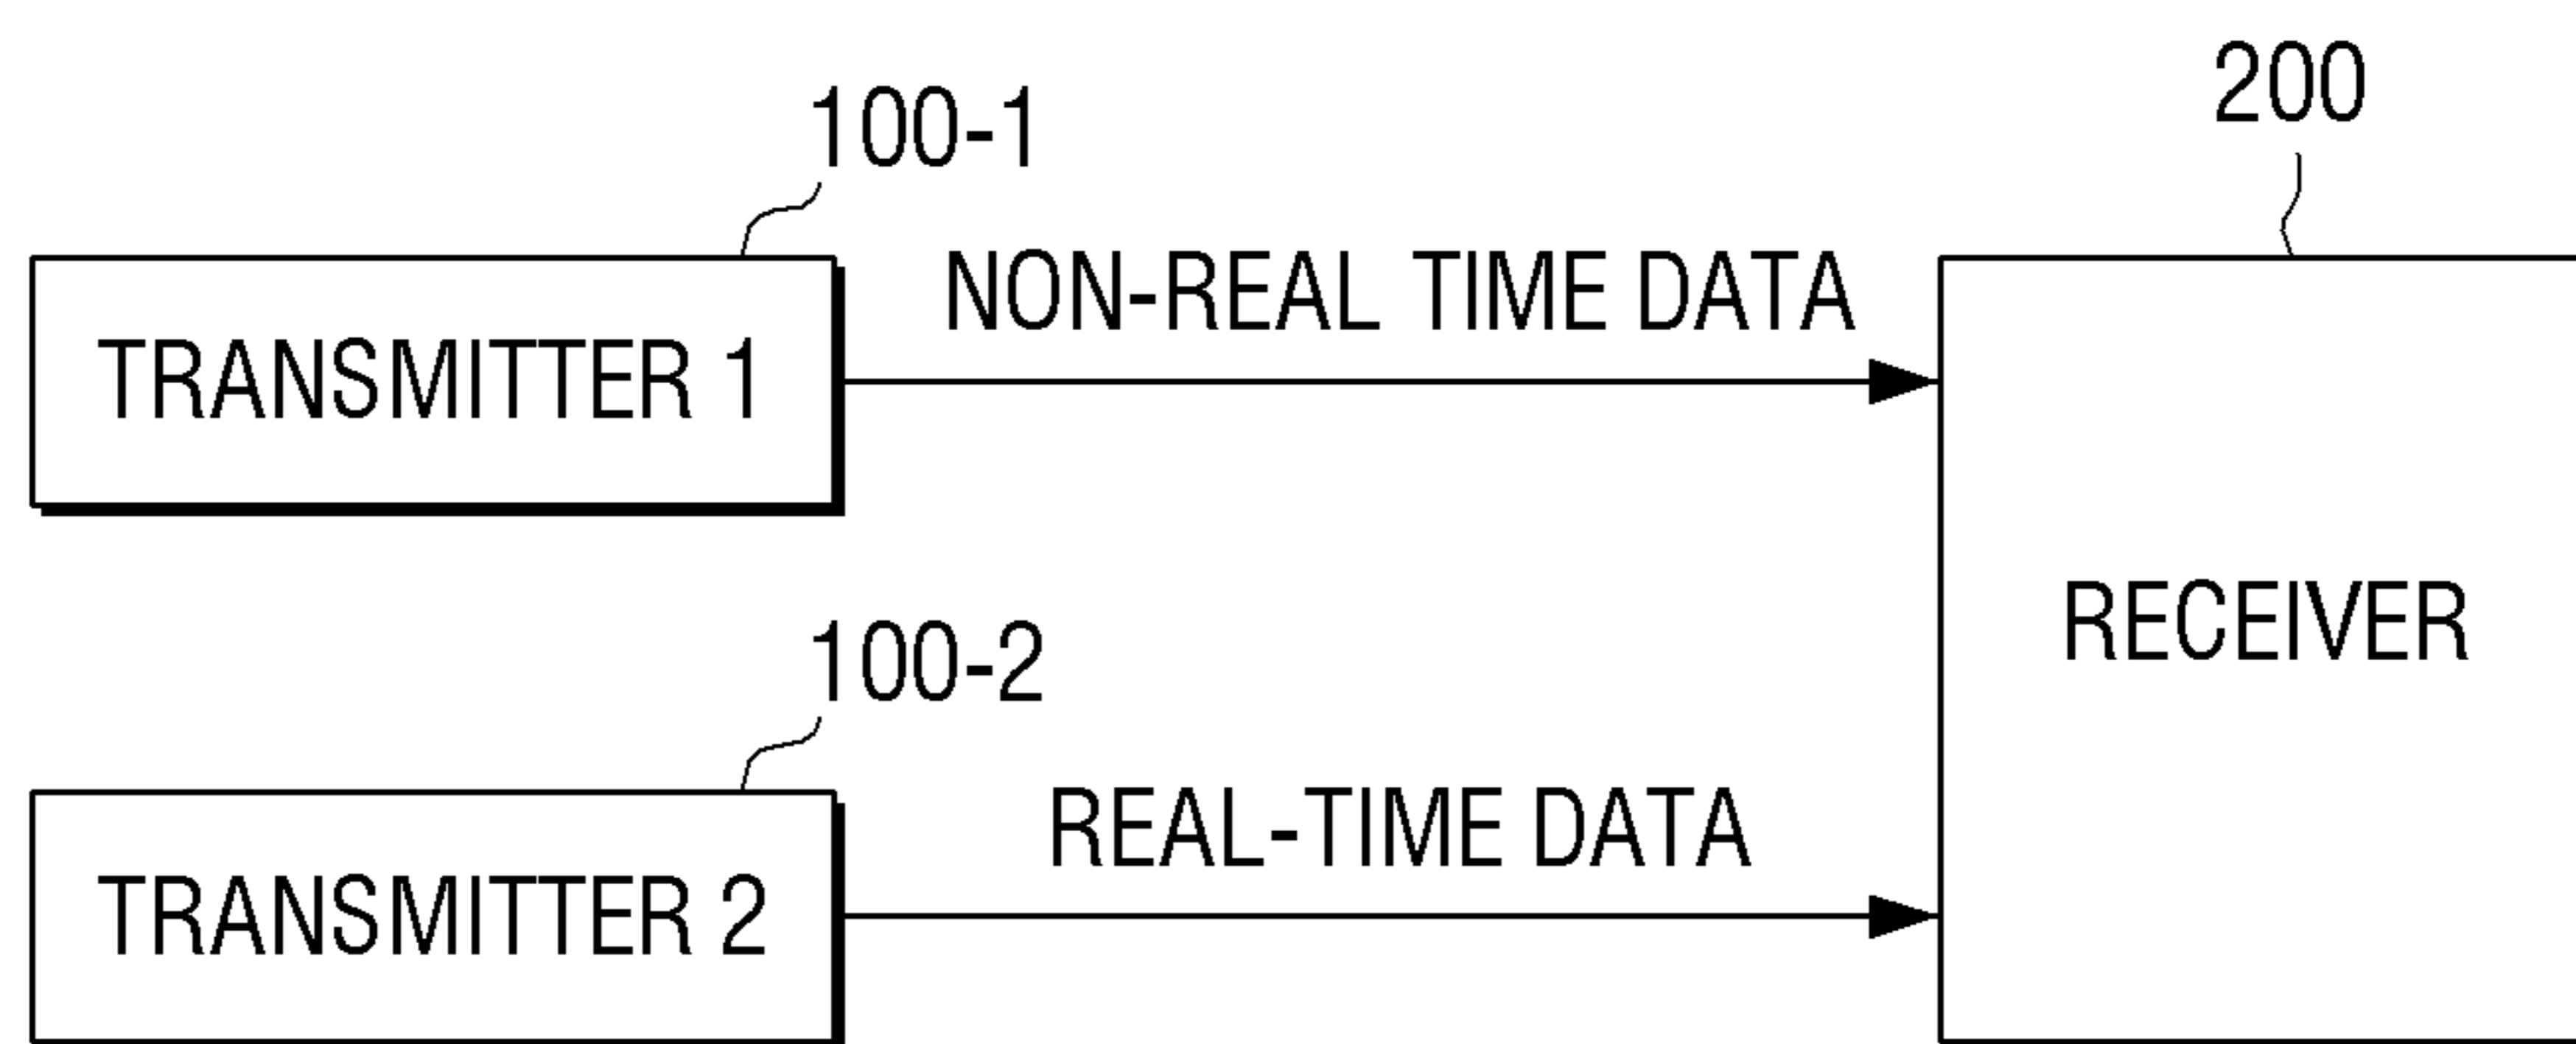 200
100-1
NON-REAL TIME DATA
TRANSMITTER 1
RECEIVER
100-2
REAL-TIME DATA
TRANSMITTER 2